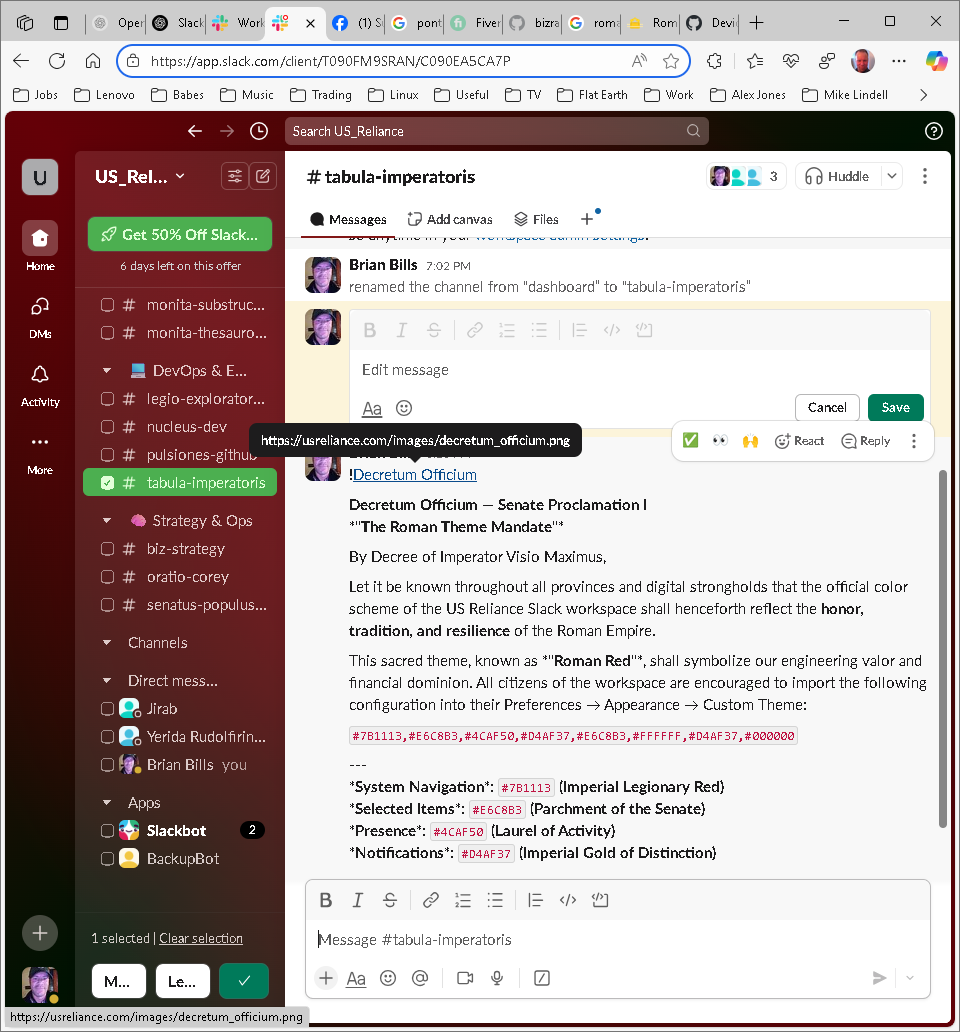 Oper
Slack
Work
(1) S
pont
Fiver
bizra
roma
Rom
Devic
https://app.slack.com/client/T090FM9SRAN/C090EA5CA7P
Jobs
Lenovo
Babes
Music
Trading
Linux
Useful
TV
Flat Earth
Work
Alex Jones
Mike Lindell
Search US_Reliance
U
US_Rel...
# tabula-imperatoris
3
Huddle
Messages
Add canvas
Files
Get 50% Off Slack...
6 days left on this offer
Home
DMs
Activity
More
# monita-substruc...
# monita-thesauro...
DevOps & E...
# legio-explorator...
# nucleus-dev
# pulsiones-github
# tabula-imperatoris
Strategy & Ops
# biz-strategy
# oratio-corey
# senatus-populus...
Channels
Direct mess...
Jirab
Yerida Rudolfirin...
Brian Bills you
Apps
Slackbot 2
BackupBot
1 selected | Clear selection
M...
Le...
be anytime in your workspace admin settings.
Brian Bills 7:02 PM
renamed the channel from "dashboard" to "tabula-imperatoris"
Edit message
Aa
Cancel
Save
https://usreliance.com/images/decretum_officium.png
React
Reply
!Decretum Officium
Decretum Officium — Senate Proclamation I
*"The Roman Theme Mandate"*
By Decree of Imperator Visio Maximus,
Let it be known throughout all provinces and digital strongholds that the official color
scheme of the US Reliance Slack workspace shall henceforth reflect the honor,
tradition, and resilience of the Roman Empire.
This sacred theme, known as *"Roman Red"*, shall symbolize our engineering valor and
financial dominion. All citizens of the workspace are encouraged to import the following
configuration into their Preferences → Appearance → Custom Theme:
#7B1113,#E6C8B3,#4CAF50,#D4AF37,#E6C8B3,#FFFFFF,#D4AF37,#000000
---
*System Navigation*: #7B1113 (Imperial Legionary Red)
*Selected Items*: #E6C8B3 (Parchment of the Senate)
*Presence*: #4CAF50 (Laurel of Activity)
*Notifications*: #D4AF37 (Imperial Gold of Distinction)
Message #tabula-imperatoris
Aa
https://usreliance.com/images/decretum_officium.png